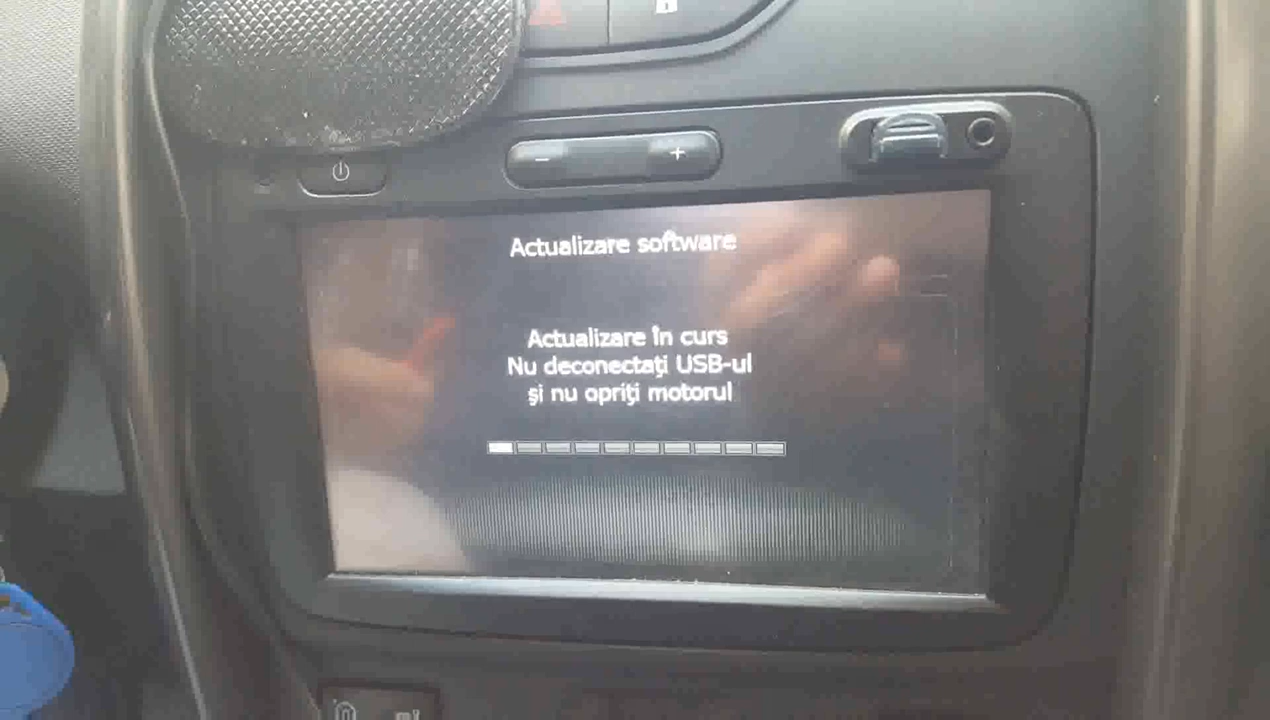 − +
Actualizare software
Actualizare în curs
Nu deconectaţi USB-ul
şi nu opriţi motorul